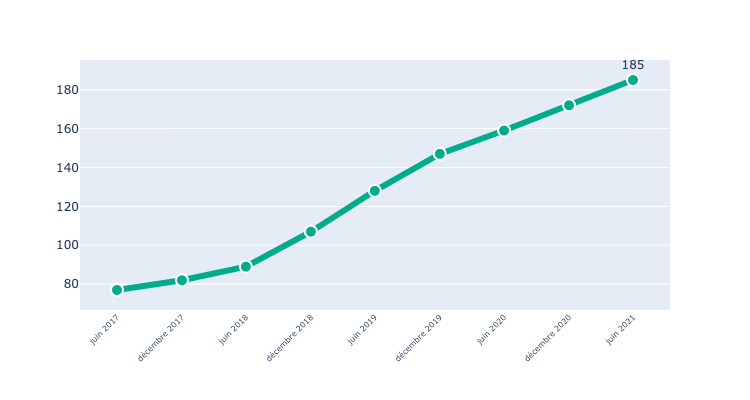 185
180
160
140
120
100
80
juin 2017
décembre 2017
juin 2018
décembre 2018
juin 2019
décembre 2019
juin 2020
décembre 2020
juin 2021